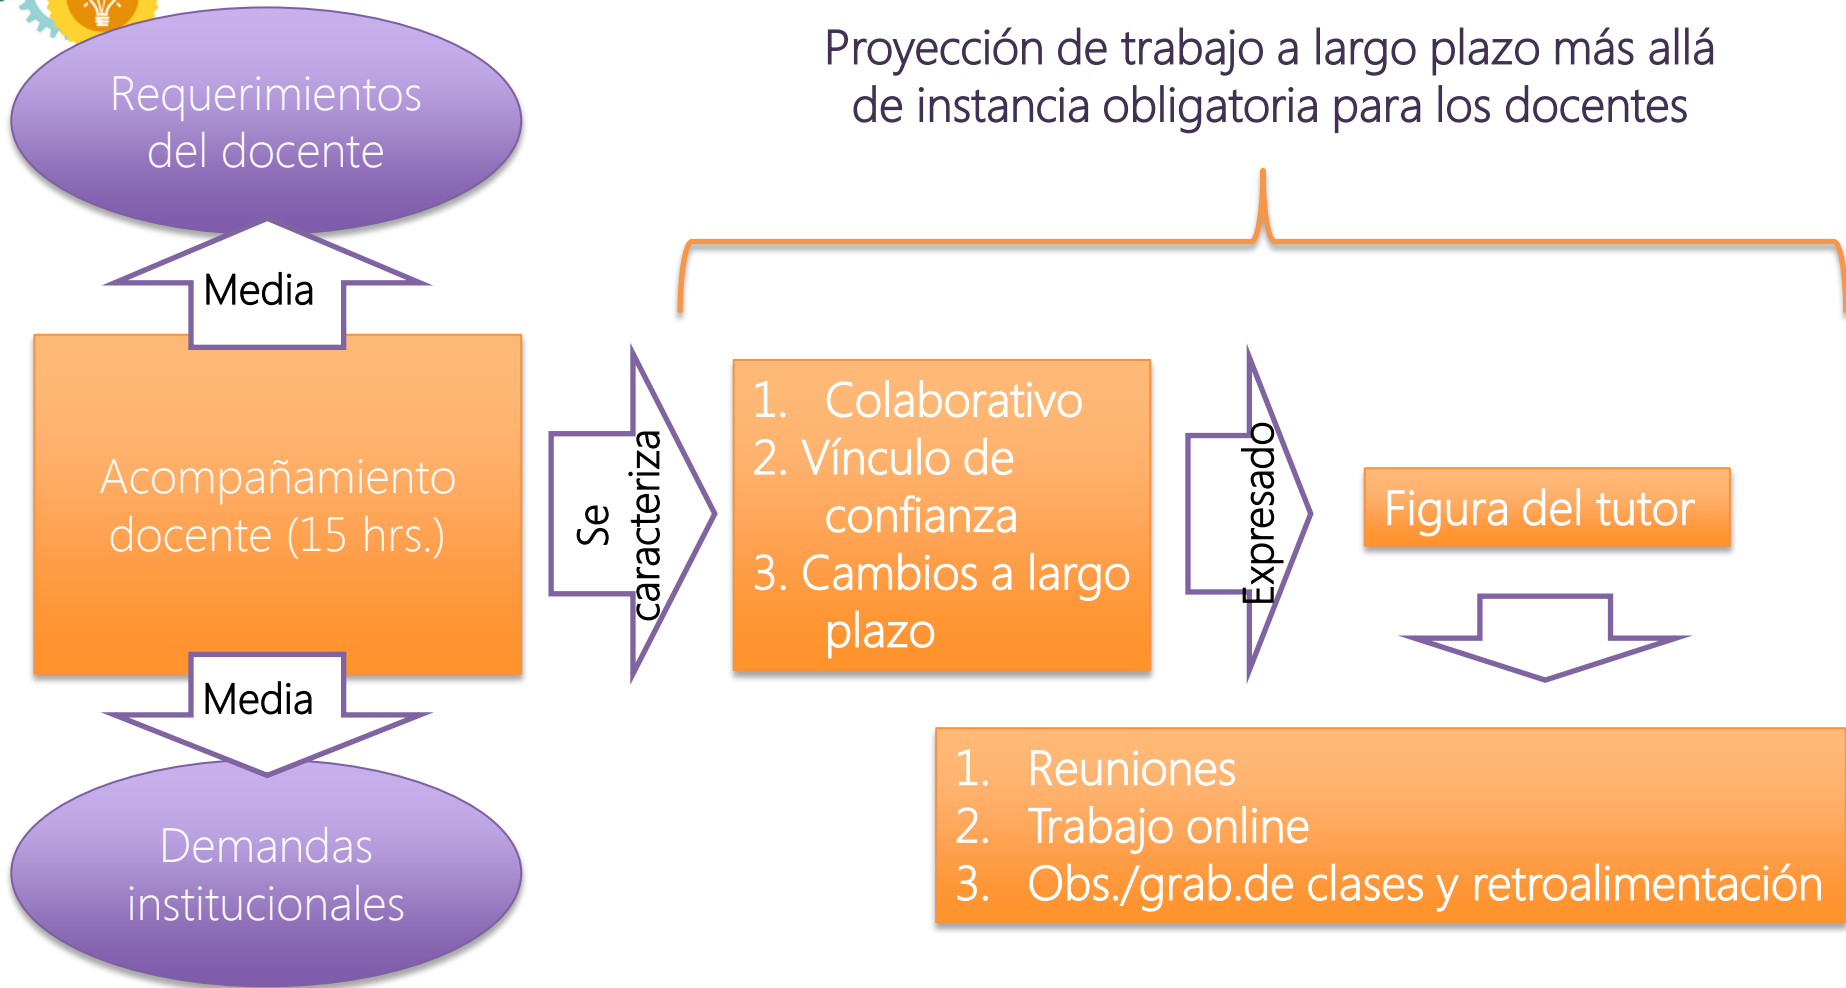 Requerimientos
del docente
Proyección de trabajo a largo plazo más allá
de instancia obligatoria para los docentes
Media
Acompañamiento
docente (15 hrs.)
Media
Demandas
institucionales
Se
caracteriza
1. Colaborativo
2. Vínculo de
confianza
3. Cambios a largo
plazo
Expresado
Figura del tutor
1. Reuniones
2. Trabajo online
3. Obs./grab.de clases y retroalimentación